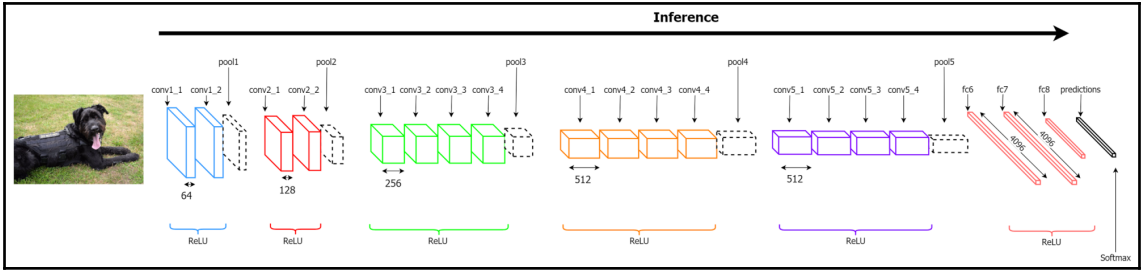 Inference
pool1
pool2
pool3
pool4
pool5
conv1_1 conv1_2
conv2_1 conv2_2
conv3_1 conv3_2 conv3_3 conv3_4
conv4_1 conv4_2 conv4_3 conv4_4
conv5_1 conv5_2 conv5_3 conv5_4
fc6 fc7 fc8 predictions
4096
4096
64
128
256
512
512
ReLU
ReLU
ReLU
ReLU
ReLU
ReLU
Softmax